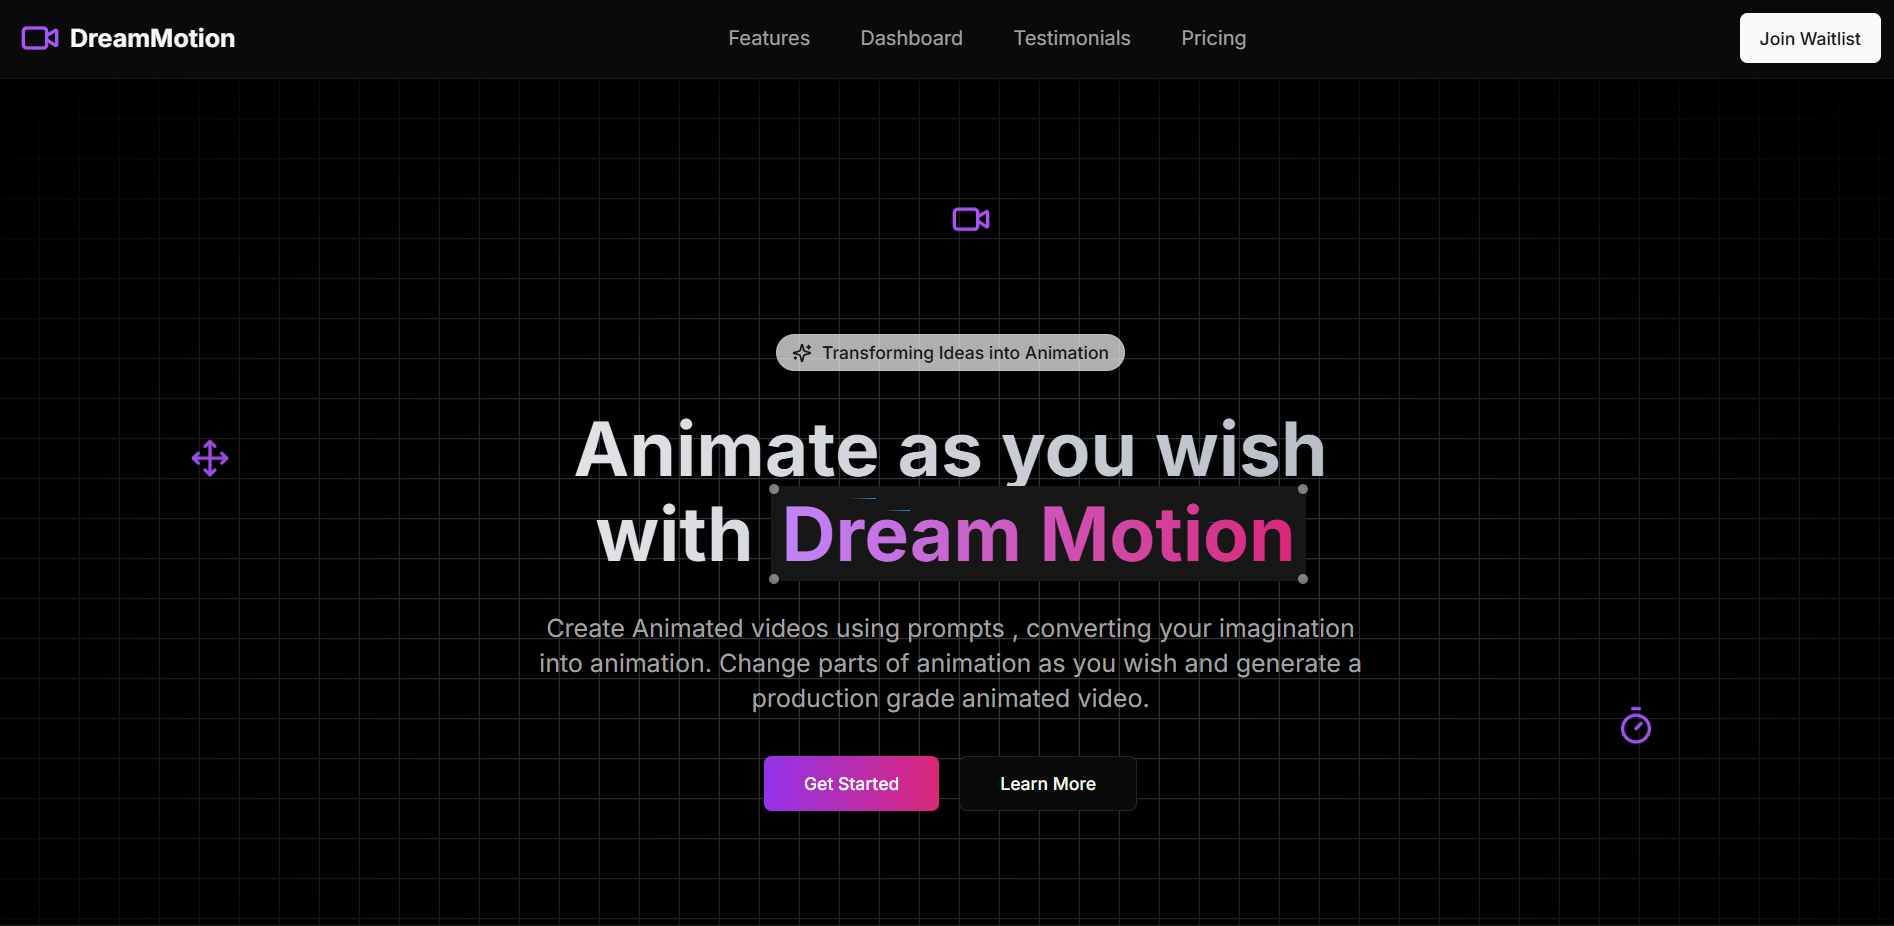 DreamMotion
Features
Dashboard
Testimonials
Pricing
Join Waitlist
Transforming Ideas into Animation
Animate as you wish
with Dream Motion
Create Animated videos using prompts , converting your imagination
into animation. Change parts of animation as you wish and generate a
production grade animated video.
Get Started
Learn More